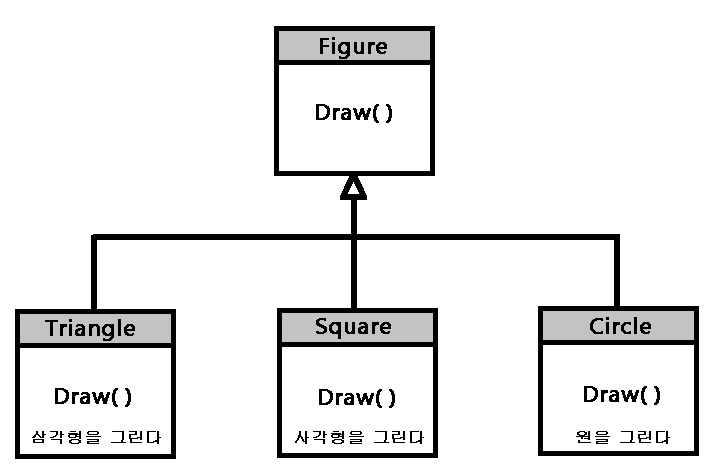 Figure
Draw( )
Triangle
Draw( )
삼각형을 그린다
Square
Draw( )
사각형을 그린다
Circle
Draw( )
원을 그린다